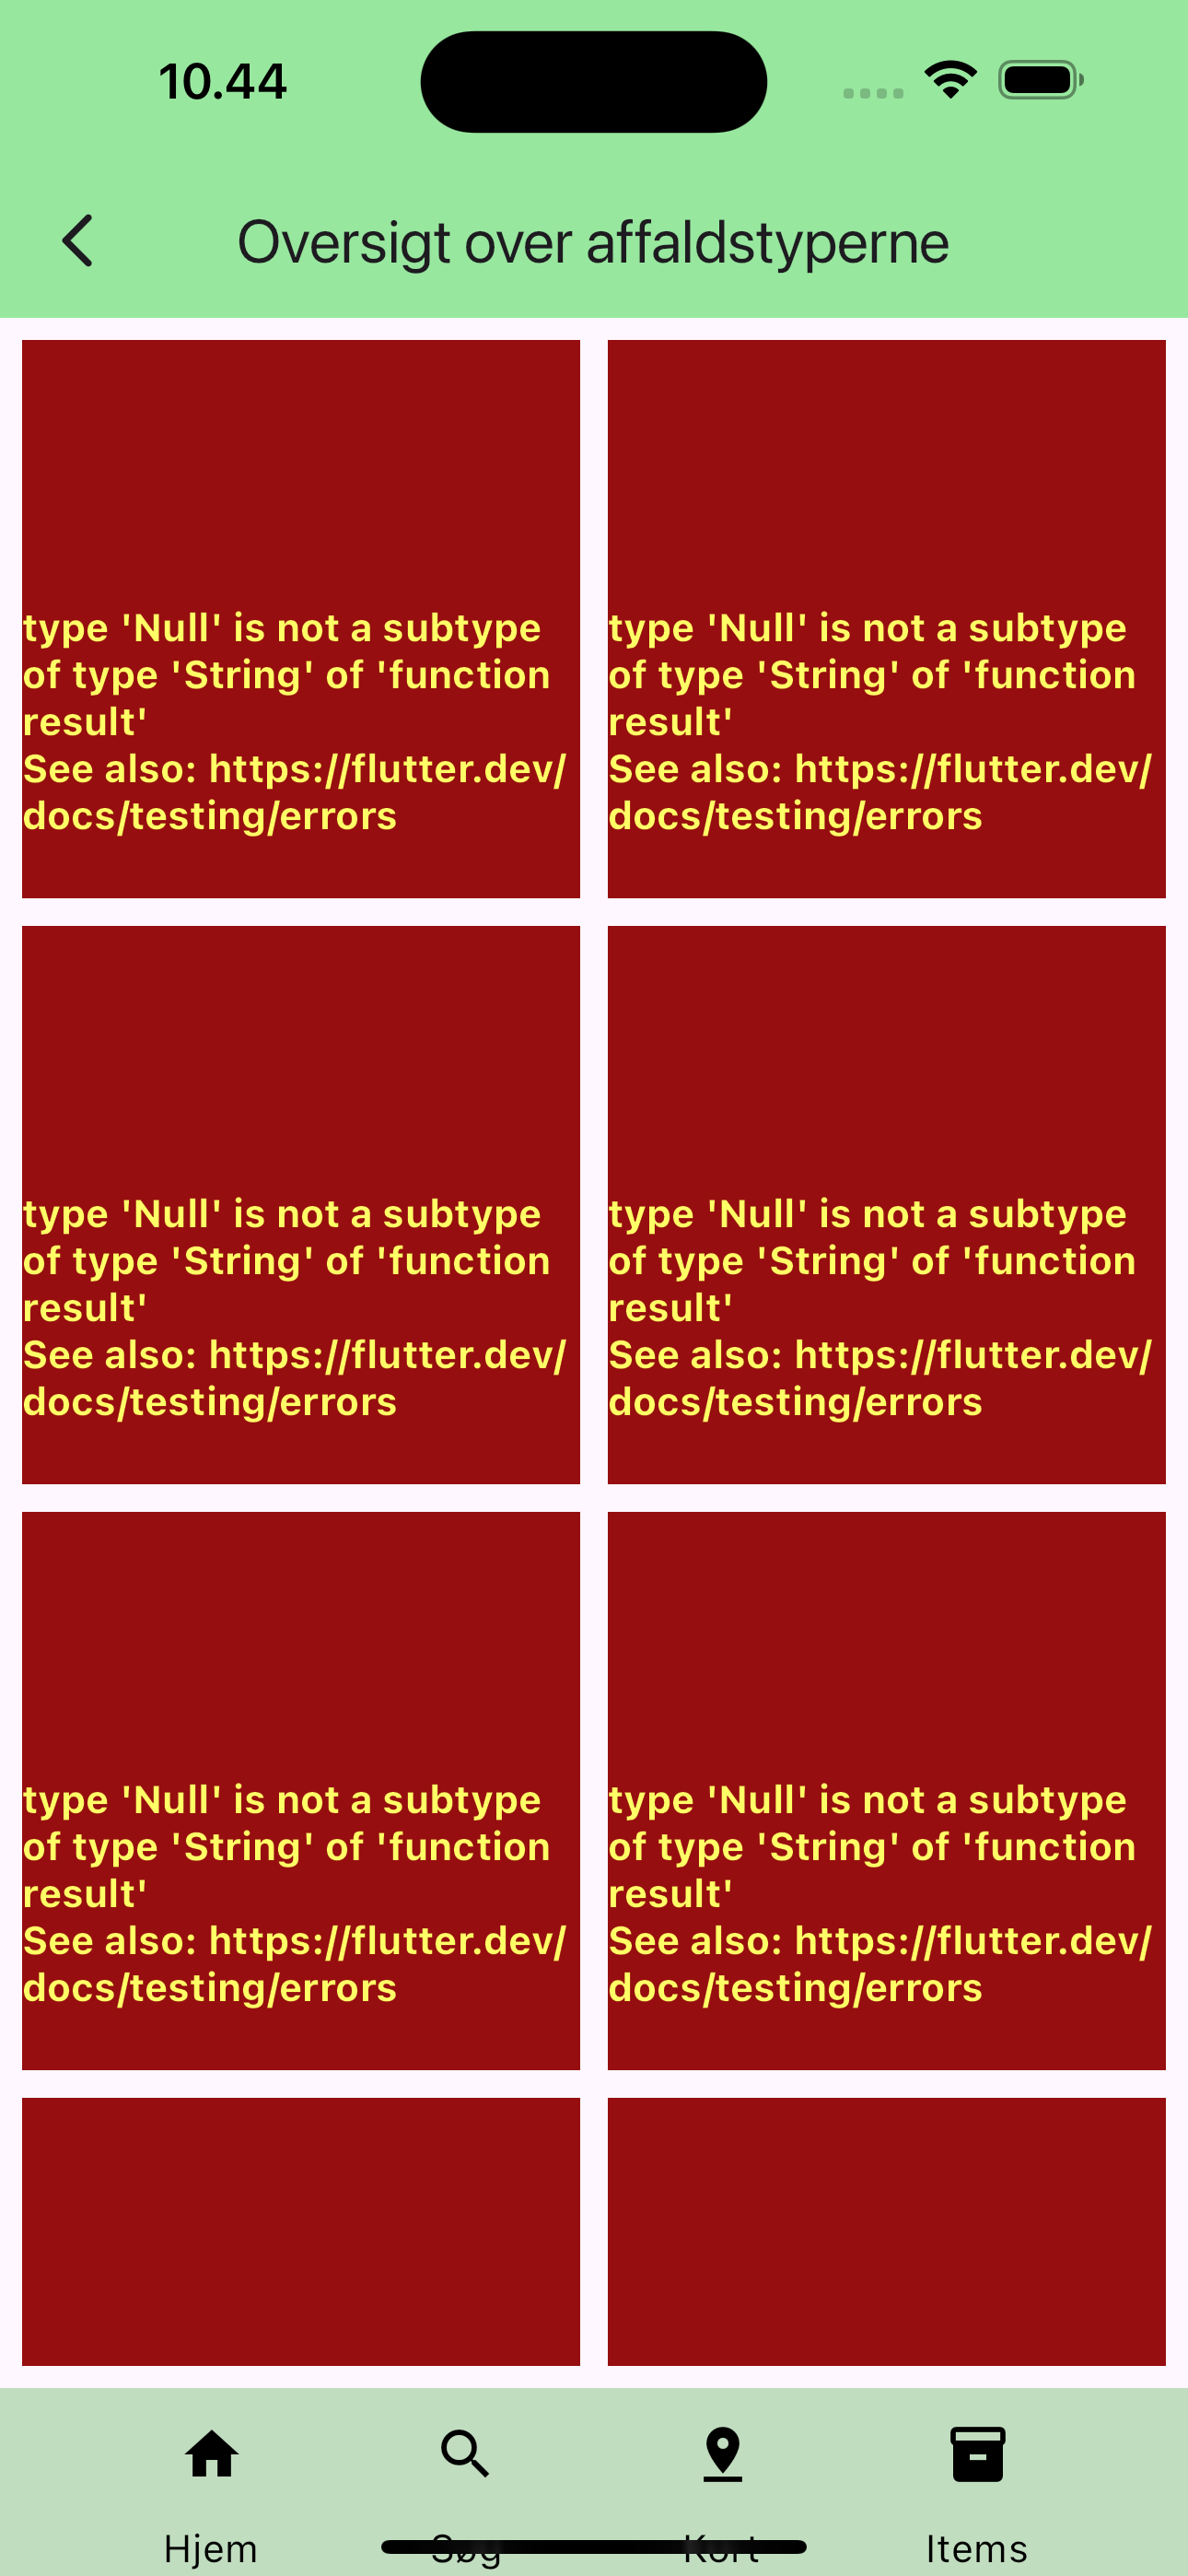 10.44
Oversigt over affaldstyperne
type 'Null' is not a subtype
of type 'String' of 'function
result'
See also: https://flutter.dev/
docs/testing/errors
type 'Null' is not a subtype
of type 'String' of 'function
result'
See also: https://flutter.dev/
docs/testing/errors
type 'Null' is not a subtype
of type 'String' of 'function
result'
See also: https://flutter.dev/
docs/testing/errors
type 'Null' is not a subtype
of type 'String' of 'function
result'
See also: https://flutter.dev/
docs/testing/errors
type 'Null' is not a subtype
of type 'String' of 'function
result'
See also: https://flutter.dev/
docs/testing/errors
type 'Null' is not a subtype
of type 'String' of 'function
result'
See also: https://flutter.dev/
docs/testing/errors
Hjem Søg Kort Items